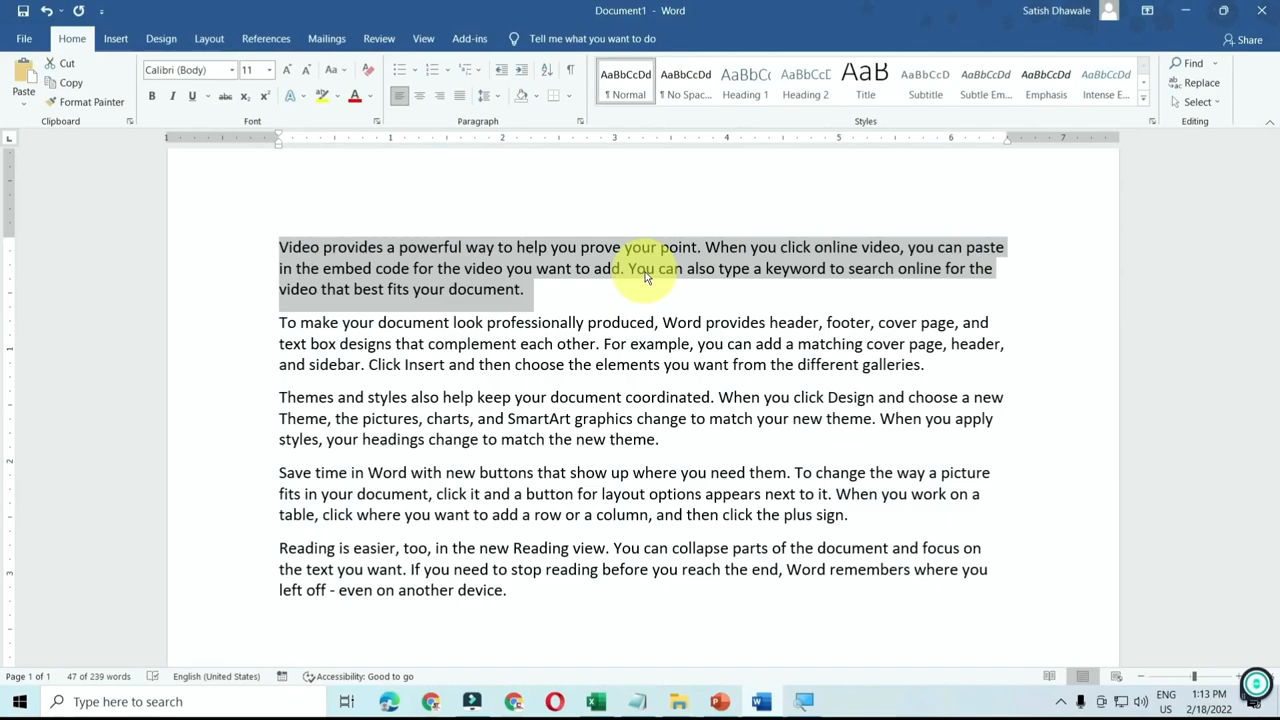 Document1 - Word
Satish Dhawale
File Home Insert Design Layout References Mailings Review View Add-ins Tell me what you want to do
Share
Paste
Cut
Copy
Format Painter
Clipboard
Calibri (Body) 11
Aa
B I U abc X₂ X² A A
Font
Paragraph
AaBbCcDd
¶ Normal
AaBbCcDd
¶ No Spac...
AaBbC(
Heading 1
AaBbCcE
Heading 2
AaB
Title
AaBbCcD
Subtitle
AaBbCcDd
Subtle Em...
AaBbCcDd
Emphasis
AaBbCcDd
Intense E...
Styles
Find
Replace
Select
Editing
1 1 2 3 4 5 6 7
Video provides a powerful way to help you prove your point. When you click online video, you can paste
in the embed code for the video you want to add. You can also type a keyword to search online for the
video that best fits your document.
To make your document look professionally produced, Word provides header, footer, cover page, and
text box designs that complement each other. For example, you can add a matching cover page, header,
and sidebar. Click Insert and then choose the elements you want from the different galleries.
Themes and styles also help keep your document coordinated. When you click Design and choose a new
Theme, the pictures, charts, and SmartArt graphics change to match your new theme. When you apply
styles, your headings change to match the new theme.
Save time in Word with new buttons that show up where you need them. To change the way a picture
fits in your document, click it and a button for layout options appears next to it. When you work on a
table, click where you want to add a row or a column, and then click the plus sign.
Reading is easier, too, in the new Reading view. You can collapse parts of the document and focus on
the text you want. If you need to stop reading before you reach the end, Word remembers where you
left off - even on another device.
1
2
3
Page 1 of 1 47 of 239 words English (United States) Accessibility: Good to go
Type here to search
ENG
US
1:13 PM
2/18/2022